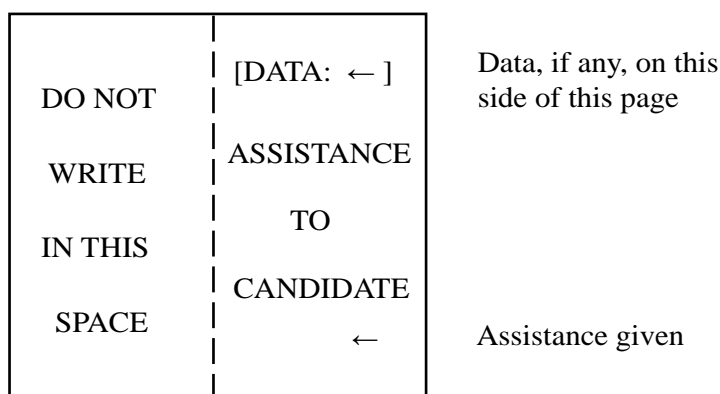 DO NOT
WRITE
IN THIS
SPACE
[DATA: ← ]
ASSISTANCE
TO
CANDIDATE
←
Data, if any, on this
side of this page
Assistance given